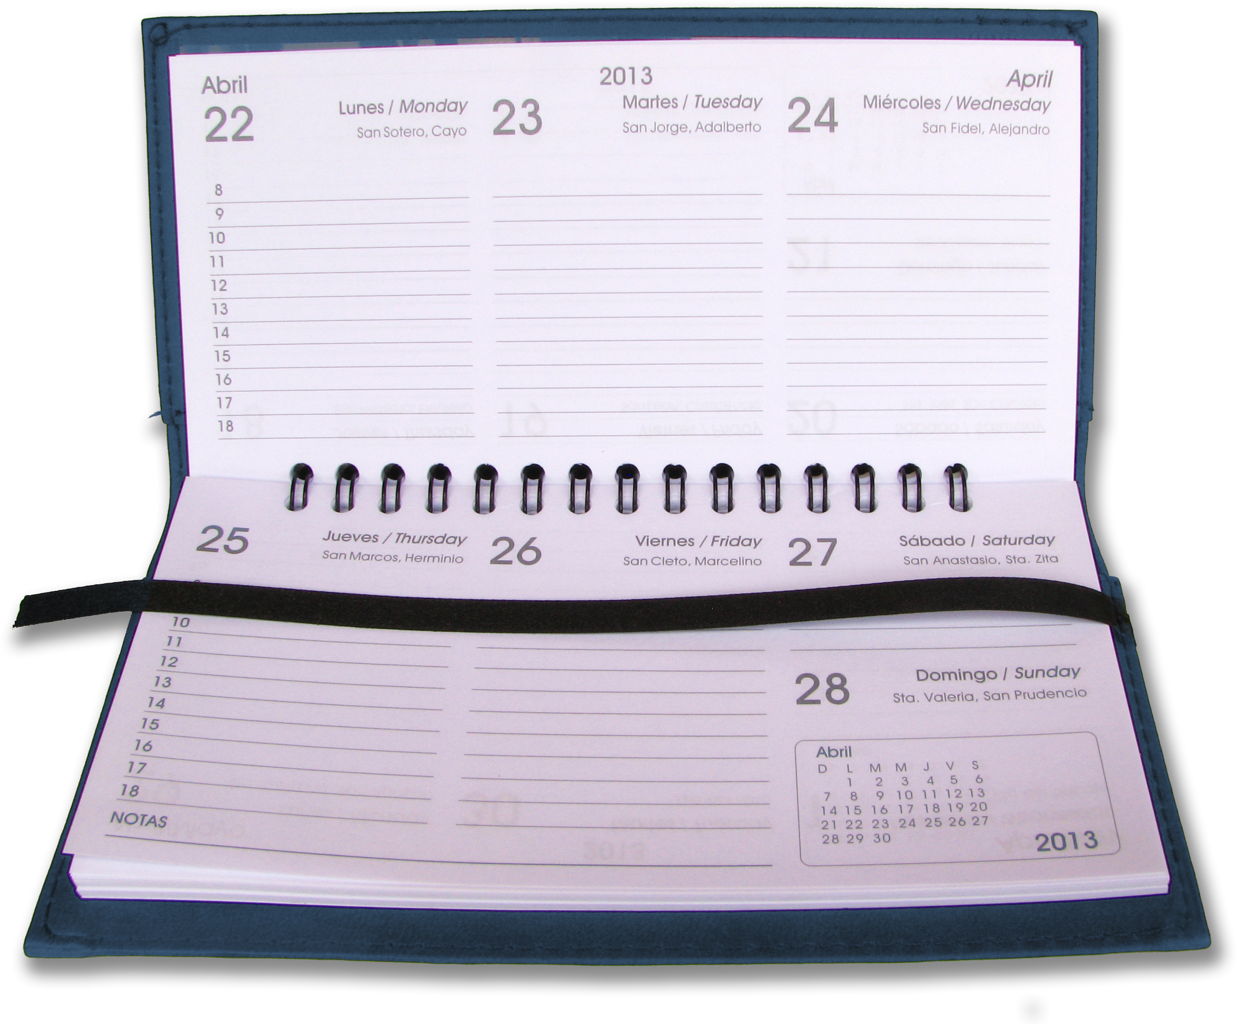 Abril
2013
April
22
Lunes / Monday
San Sotero, Cayo
23
Martes / Tuesday
San Jorge, Adalberto
24
Miércoles / Wednesday
San Fidel, Alejandro
8
9
10
11
12
13
14
15
16
17
18
25
Jueves / Thursday
San Marcos, Herminio
26
Viernes / Friday
San Cleto, Marcelino
27
Sábado / Saturday
San Anastasio, Sta. Zita
10
11
12
13
14
15
16
17
18
NOTAS
28
Domingo / Sunday
Sta. Valeria, San Prudencio
Abril
D L M M J V S
1 2 3 4 5 6
7 8 9 10 11 12 13
14 15 16 17 18 19 20
21 22 23 24 25 26 27
28 29 30
2013